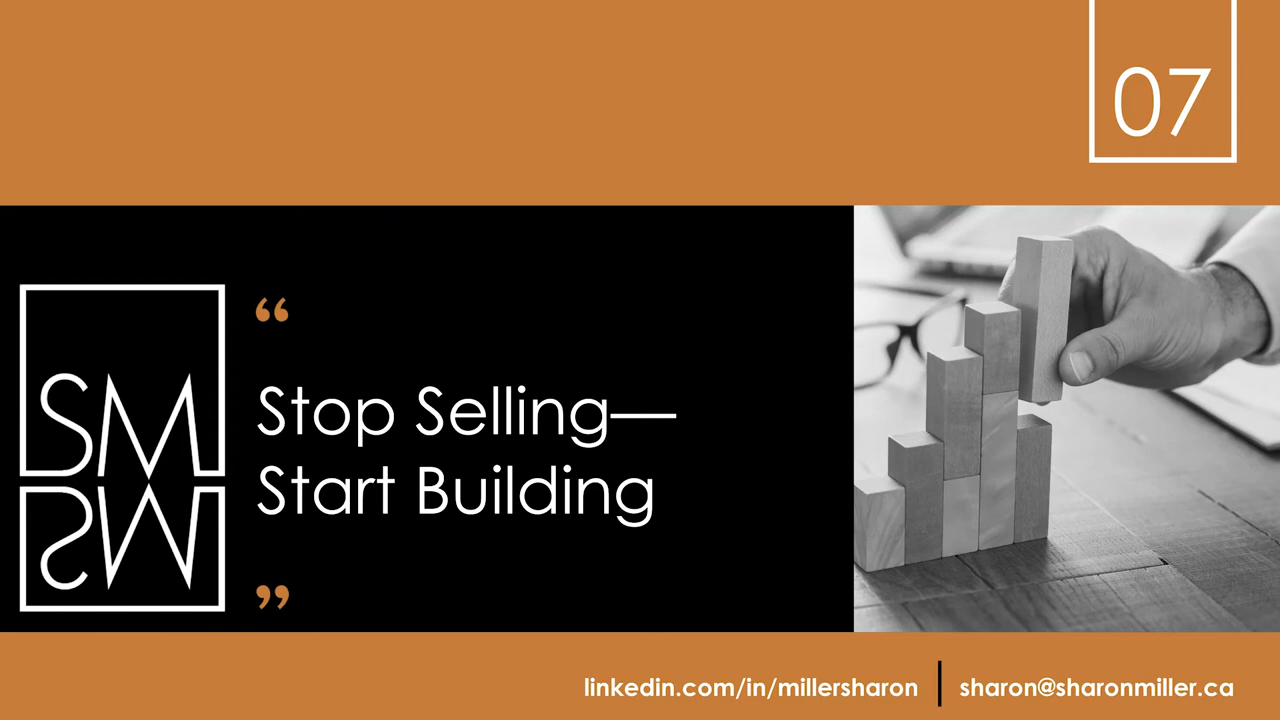 07
SM
SM
“
Stop Selling—
Start Building
”
linkedin.com/in/millersharon | sharon@sharonmiller.ca